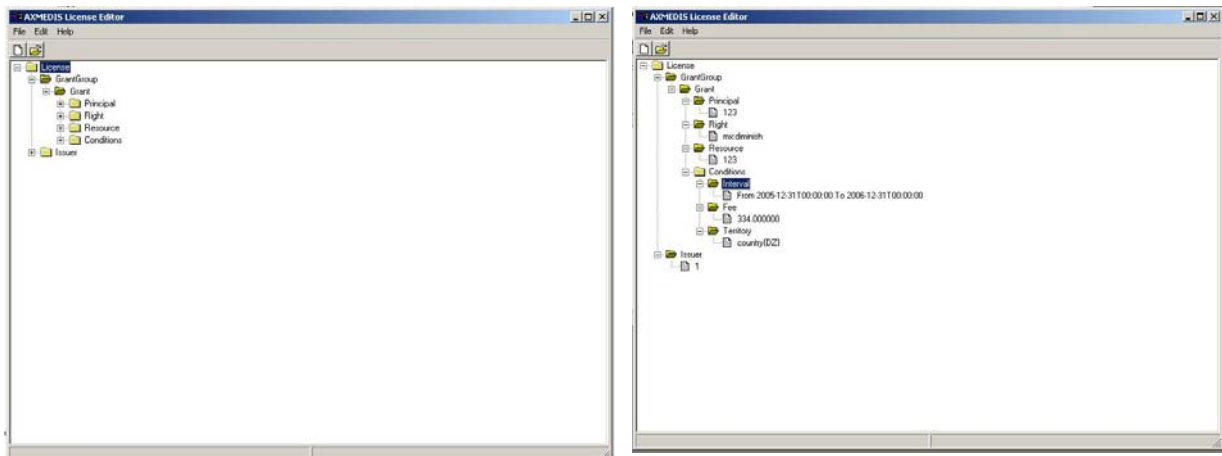 AXMEDIS License Editor
File Edit Help
License
GrantGroup
Grant
Principal
Right
Resource
Conditions
Issuer
AXMEDIS License Editor
File Edit Help
License
GrantGroup
Grant
Principal
123
Right
mx:diminish
Resource
123
Conditions
Interval
From 2005-12-31T00:00:00 To 2006-12-31T00:00:00
Fee
334.000000
Territory
country(DZ)
Issuer
1